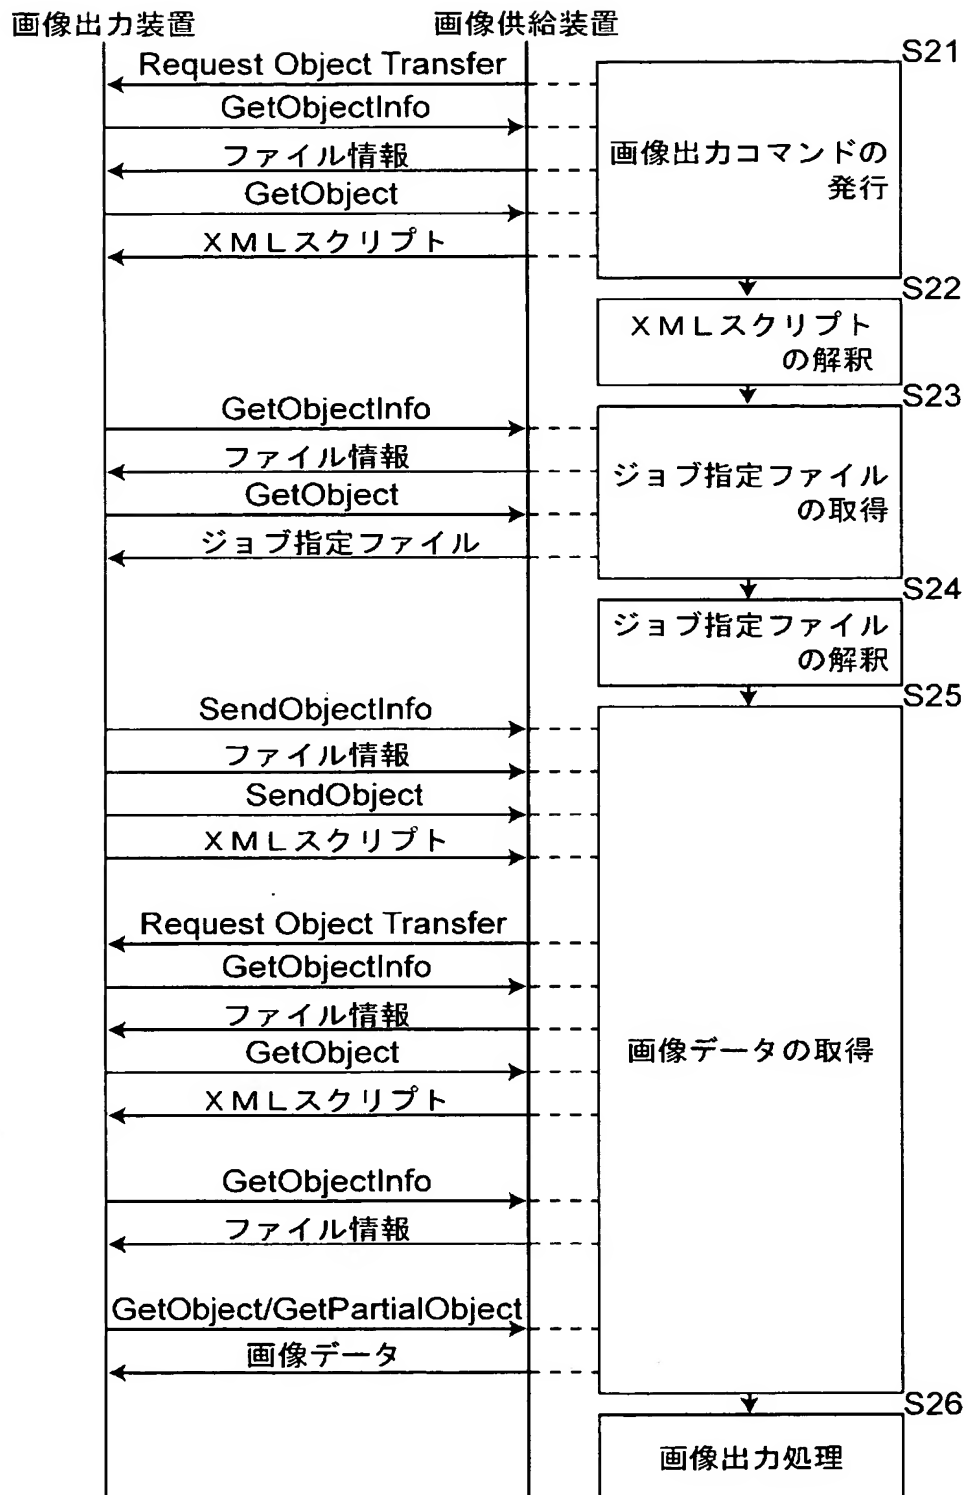 画像出力装置
画像供給装置
S21
Request Object Transfer
GetObjectInfo
ファイル情報
GetObject
XMLスクリプト
画像出力コマンドの
発行
S22
XMLスクリプト
の解釈
S23
GetObjectInfo
ファイル情報
GetObject
ジョブ指定ファイル
ジョブ指定ファイル
の取得
S24
ジョブ指定ファイル
の解釈
S25
SendObjectInfo
ファイル情報
SendObject
XMLスクリプト
Request Object Transfer
GetObjectInfo
ファイル情報
GetObject
XMLスクリプト
GetObjectInfo
ファイル情報
GetObject/GetPartialObject
画像データ
画像データの取得
S26
画像出力処理